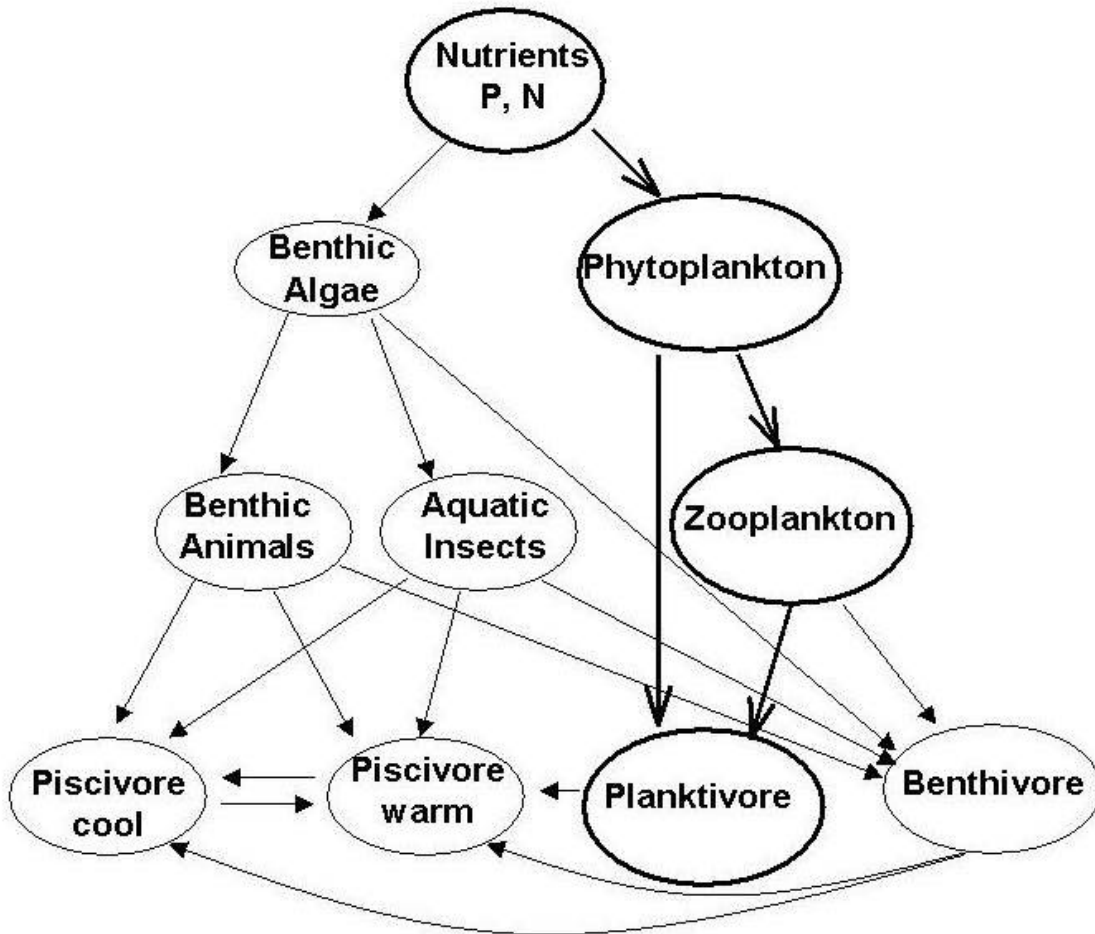 Nutrients
P, N
Benthic
Algae
Phytoplankton
Benthic
Animals
Aquatic
Insects
Zooplankton
Piscivore
cool
Piscivore
warm
Planktivore
Benthivore